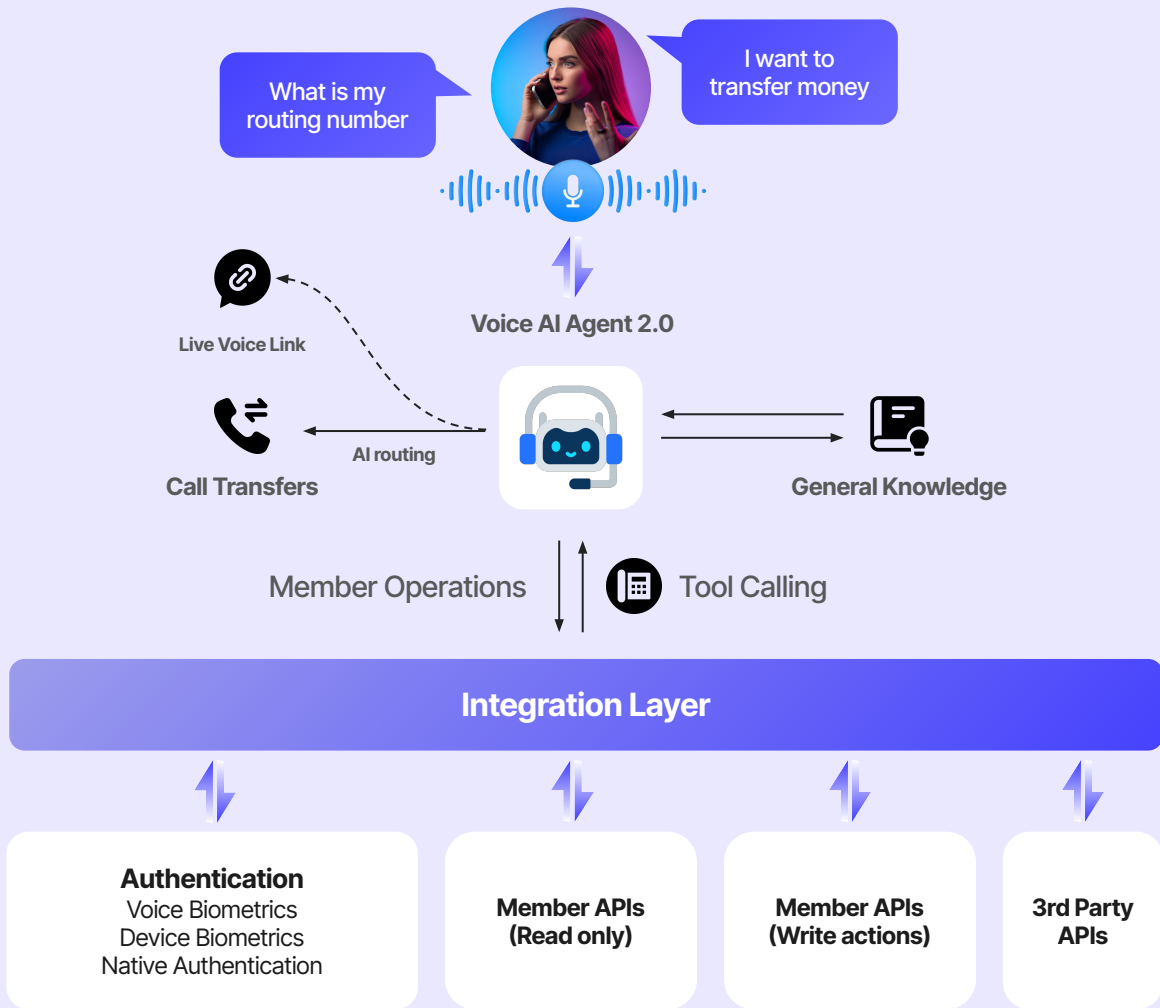 What is my
routing number
I want to
transfer money
Voice AI Agent 2.0
Live Voice Link
AI routing
Call Transfers
General Knowledge
Member Operations
Tool Calling
Integration Layer
Authentication
Voice Biometrics
Device Biometrics
Native Authentication
Member APIs
(Read only)
Member APIs
(Write actions)
3rd Party
APIs